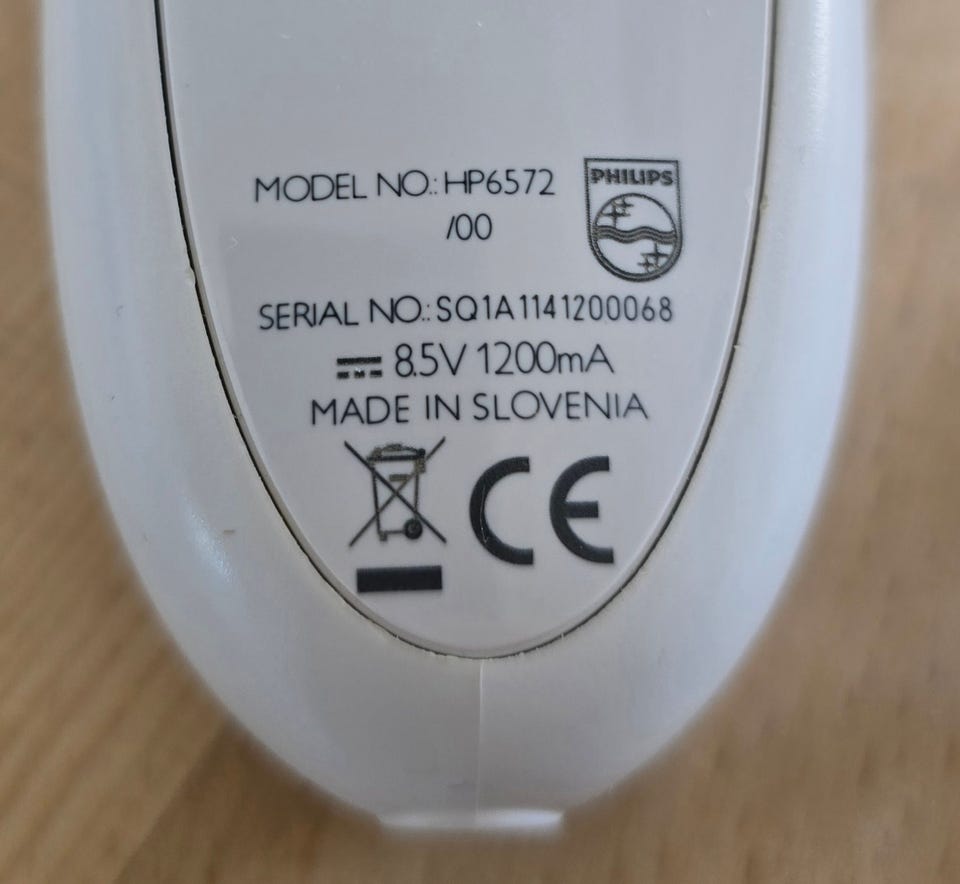 MODEL NO.: HP6572
/00
PHILIPS
SERIAL NO.: SQ1A1141200068
8.5V 1200mA
MADE IN SLOVENIA
CE